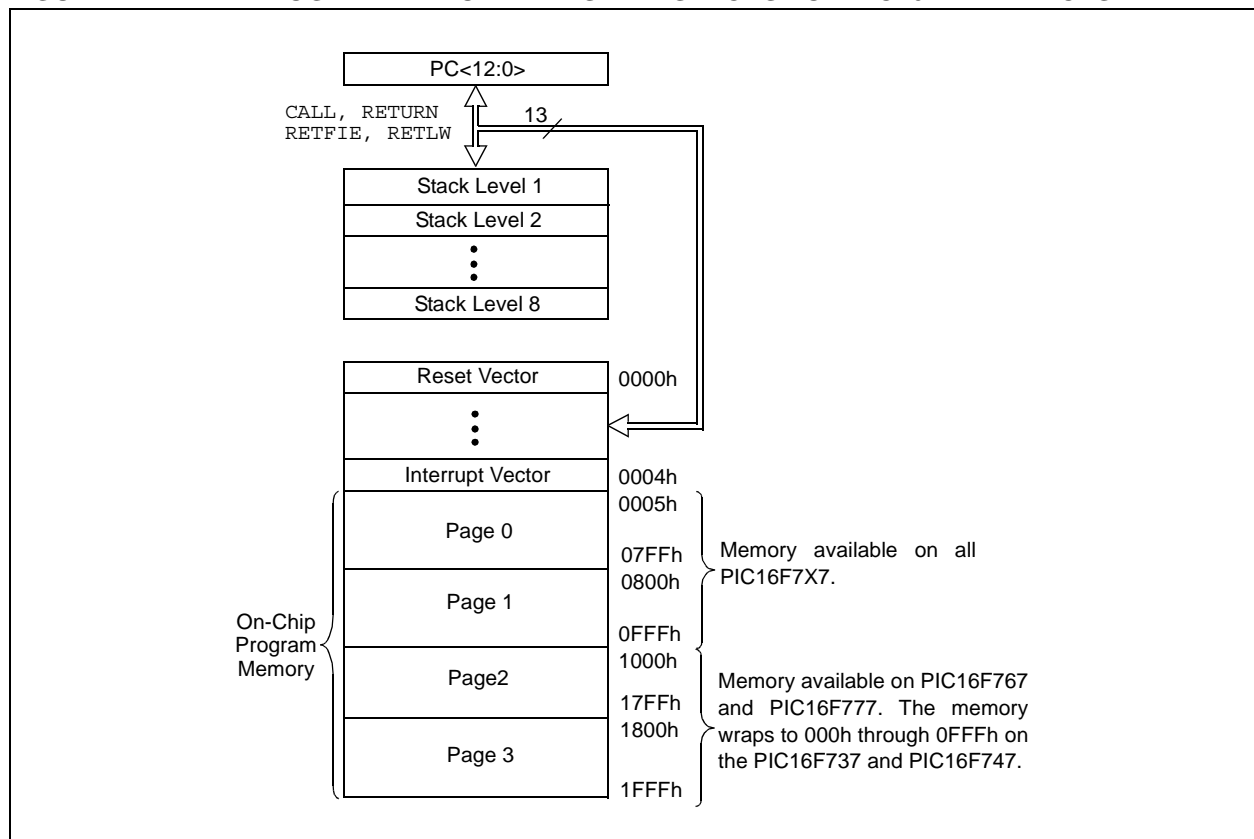 PC<12:0>
CALL, RETURN
RETFIE, RETLW
13
Stack Level 1
Stack Level 2
Stack Level 8
Reset Vector
0000h
Interrupt Vector
0004h
0005h
Page 0
07FFh
Memory available on all
PIC16F7X7.
0800h
Page 1
0FFFh
On-Chip
Program
Memory
1000h
Page2
17FFh
Memory available on PIC16F767
and PIC16F777. The memory
wraps to 000h through 0FFFh on
the PIC16F737 and PIC16F747.
1800h
Page 3
1FFFh